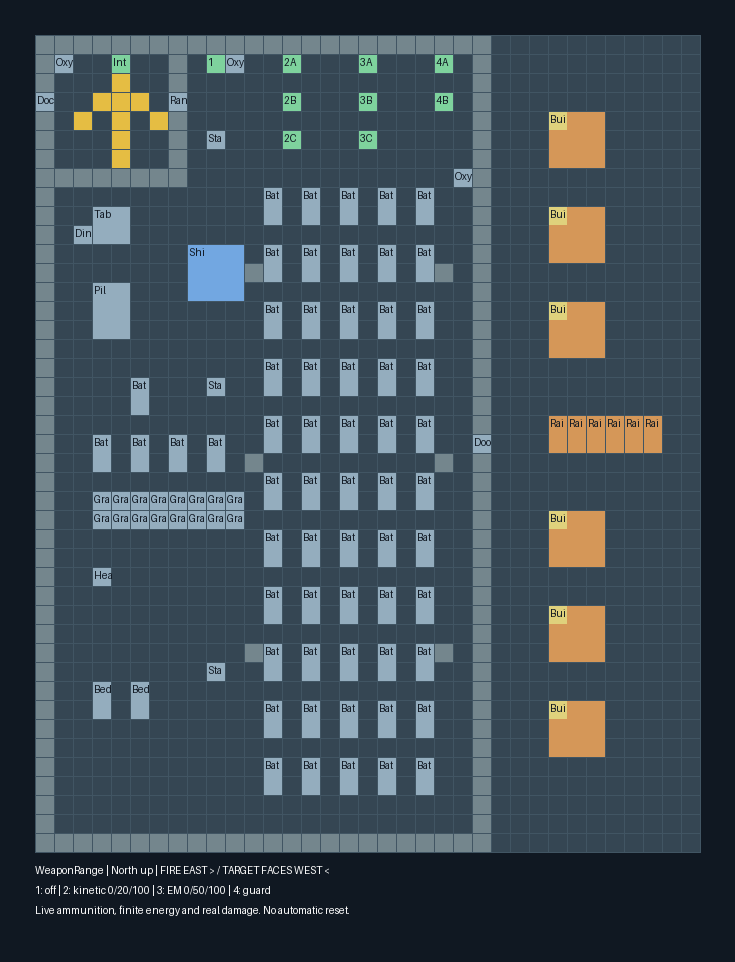 Oxy Int 1 Oxy 2A 3A 4A
Doc Ran 2B 3B 4B
Bui
Sta 2C 3C
Oxy
Bat Bat Bat Bat Bat
Tab Bui
Din
Shi Bat Bat Bat Bat Bat
Pil
Bat Bat Bat Bat Bat Bui
Bat Bat Bat Bat Bat
Bat Sta
Bat Bat Bat Bat Bat Rai Rai Rai Rai Rai Rai
Bat Bat Bat Bat Doo
Bat Bat Bat Bat Bat
Gra Gra Gra Gra Gra Gra Gra Gra
Gra Gra Gra Gra Gra Gra Gra Gra Bui
Bat Bat Bat Bat Bat
Hea
Bat Bat Bat Bat Bat
Bui
Bat Bat Bat Bat Bat
Sta
Bed Bed
Bat Bat Bat Bat Bat Bui
Bat Bat Bat Bat Bat
WeaponRange | North up | FIRE EAST > / TARGET FACES WEST <
1: off | 2: kinetic 0/20/100 | 3: EM 0/50/100 | 4: guard
Live ammunition, finite energy and real damage. No automatic reset.